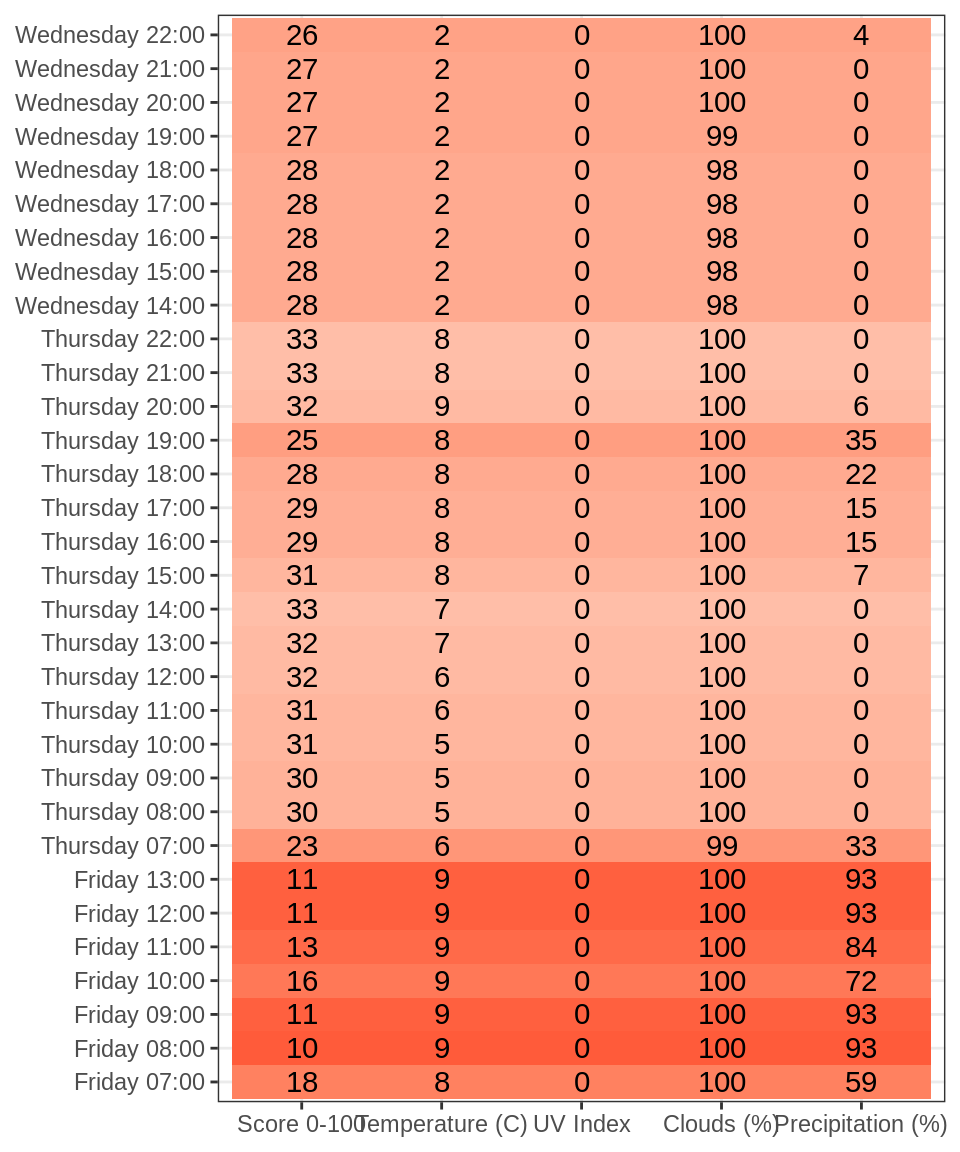 Wednesday 22:00 26 2 0 100 4
Wednesday 21:00 27 2 0 100 0
Wednesday 20:00 27 2 0 100 0
Wednesday 19:00 27 2 0 99 0
Wednesday 18:00 28 2 0 98 0
Wednesday 17:00 28 2 0 98 0
Wednesday 16:00 28 2 0 98 0
Wednesday 15:00 28 2 0 98 0
Wednesday 14:00 28 2 0 98 0
Thursday 22:00 33 8 0 100 0
Thursday 21:00 33 8 0 100 0
Thursday 20:00 32 9 0 100 6
Thursday 19:00 25 8 0 100 35
Thursday 18:00 28 8 0 100 22
Thursday 17:00 29 8 0 100 15
Thursday 16:00 29 8 0 100 15
Thursday 15:00 31 8 0 100 7
Thursday 14:00 33 7 0 100 0
Thursday 13:00 32 7 0 100 0
Thursday 12:00 32 6 0 100 0
Thursday 11:00 31 6 0 100 0
Thursday 10:00 31 5 0 100 0
Thursday 09:00 30 5 0 100 0
Thursday 08:00 30 5 0 100 0
Thursday 07:00 23 6 0 99 33
Friday 13:00 11 9 0 100 93
Friday 12:00 11 9 0 100 93
Friday 11:00 13 9 0 100 84
Friday 10:00 16 9 0 100 72
Friday 09:00 11 9 0 100 93
Friday 08:00 10 9 0 100 93
Friday 07:00 18 8 0 100 59
Score 0-100 Temperature (C) UV Index Clouds (%) Precipitation (%)